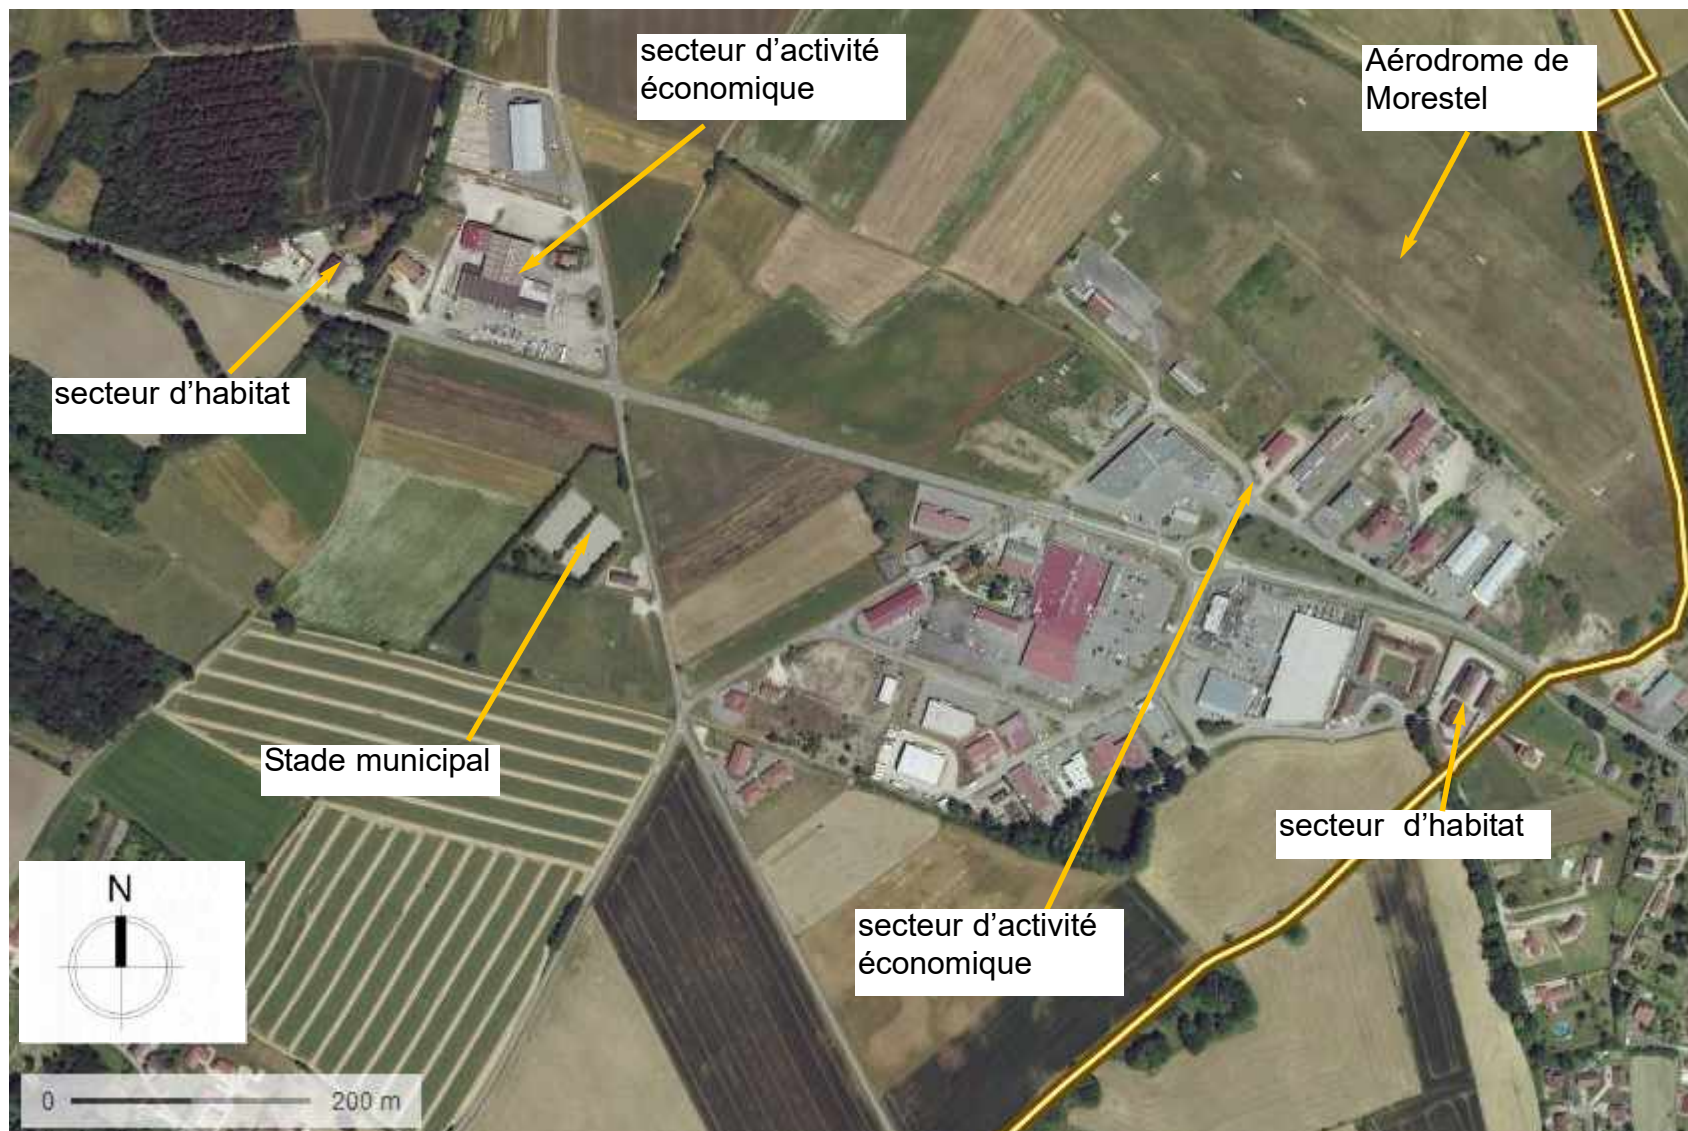 secteur d’activité
économique
Aérodrome de
Morestel
secteur d’habitat
Stade municipal
secteur  d’habitat
secteur d’activité
économique
N
0 200 m